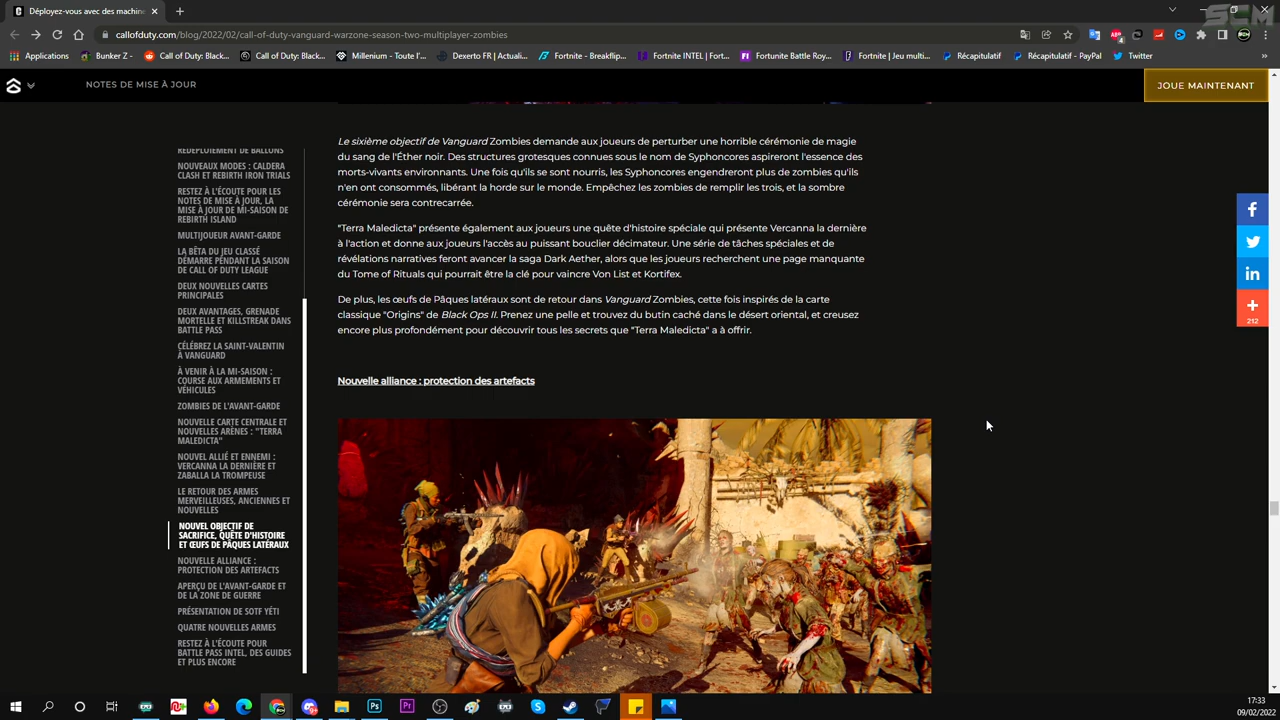 SCM
Déployez-vous avec des machine
callofduty.com/blog/2022/02/call-of-duty-vanguard-warzone-season-two-multiplayer-zombies
Applications
Bunker Z -
Call of Duty: Black...
Call of Duty: Black...
Millenium - Toute l'...
Dexerto FR | Actuali...
Fortnite - Breakflip...
Fortnite INTEL | For...
Fortnite Battle Roy...
Fortnite | Jeu multi...
Récapitulatif
Récapitulatif - PayPal
Twitter
NOTES DE MISE À JOUR
JOUE MAINTENANT
REDÉPLOIEMENT DE BALLONS
NOUVEAUX MODES : CALDERA
CLASH ET REBIRTH IRON TRIALS
RESTEZ À L'ÉCOUTE POUR LES
NOTES DE MISE À JOUR, LA
MISE À JOUR DE MI-SAISON DE
REBIRTH ISLAND
MULTIJOUEUR AVANT-GARDE
LA BÊTA DU JEU CLASSÉ
DÉMARRE PENDANT LA SAISON
DE CALL OF DUTY LEAGUE
DEUX NOUVELLES CARTES
PRINCIPALES
DEUX AVANTAGES, GRENADE
MORTELLE ET KILLSTREAK DANS
BATTLE PASS
CÉLÉBREZ LA SAINT-VALENTIN
À VANGUARD
À VENIR À LA MI-SAISON :
COURSE AUX ARMEMENTS ET
VÉHICULES
ZOMBIES DE L'AVANT-GARDE
NOUVELLE CARTE CENTRALE ET
NOUVELLES ARÈNES : "TERRA
MALEDICTA"
NOUVEL ALLIÉ ET ENNEMI :
VERCANNA LA DERNIÈRE ET
ZABALLA LA TROMPEUSE
LE RETOUR DES ARMES
MERVEILLEUSES, ANCIENNES ET
NOUVELLES
NOUVEL OBJECTIF DE
SACRIFICE, QUÊTE D'HISTOIRE
ET ŒUFS DE PÂQUES LATÉRAUX
NOUVELLE ALLIANCE :
PROTECTION DES ARTEFACTS
APERÇU DE L'AVANT-GARDE ET
DE LA ZONE DE GUERRE
PRÉSENTATION DE SOTF YÉTI
QUATRE NOUVELLES ARMES
RESTEZ À L'ÉCOUTE POUR
BATTLE PASS INTEL, DES GUIDES
ET PLUS ENCORE
Le sixième objectif de Vanguard Zombies demande aux joueurs de perturber une horrible cérémonie de magie
du sang de l'Éther noir. Des structures grotesques connues sous le nom de Syphoncores aspireront l'essence des
morts-vivants environnants. Une fois qu'ils se sont nourris, les Syphoncores engendreront plus de zombies qu'ils
n'en ont consommés, libérant la horde sur le monde. Empêchez les zombies de remplir les trois, et la sombre
cérémonie sera contrecarrée.
"Terra Maledicta" présente également aux joueurs une quête d'histoire spéciale qui présente Vercanna la dernière
à l'action et donne aux joueurs l'accès au puissant bouclier décimateur. Une série de tâches spéciales et de
révélations narratives feront avancer la saga Dark Aether, alors que les joueurs recherchent une page manquante
du Tome of Rituals qui pourrait être la clé pour vaincre Von List et Kortifex.
De plus, les œufs de Pâques latéraux sont de retour dans Vanguard Zombies, cette fois inspirés de la carte
classique "Origins" de Black Ops II. Prenez une pelle et trouvez du butin caché dans le désert oriental, et creusez
encore plus profondément pour découvrir tous les secrets que "Terra Maledicta" a à offrir.
Nouvelle alliance : protection des artefacts
212
17:33
09/02/2022